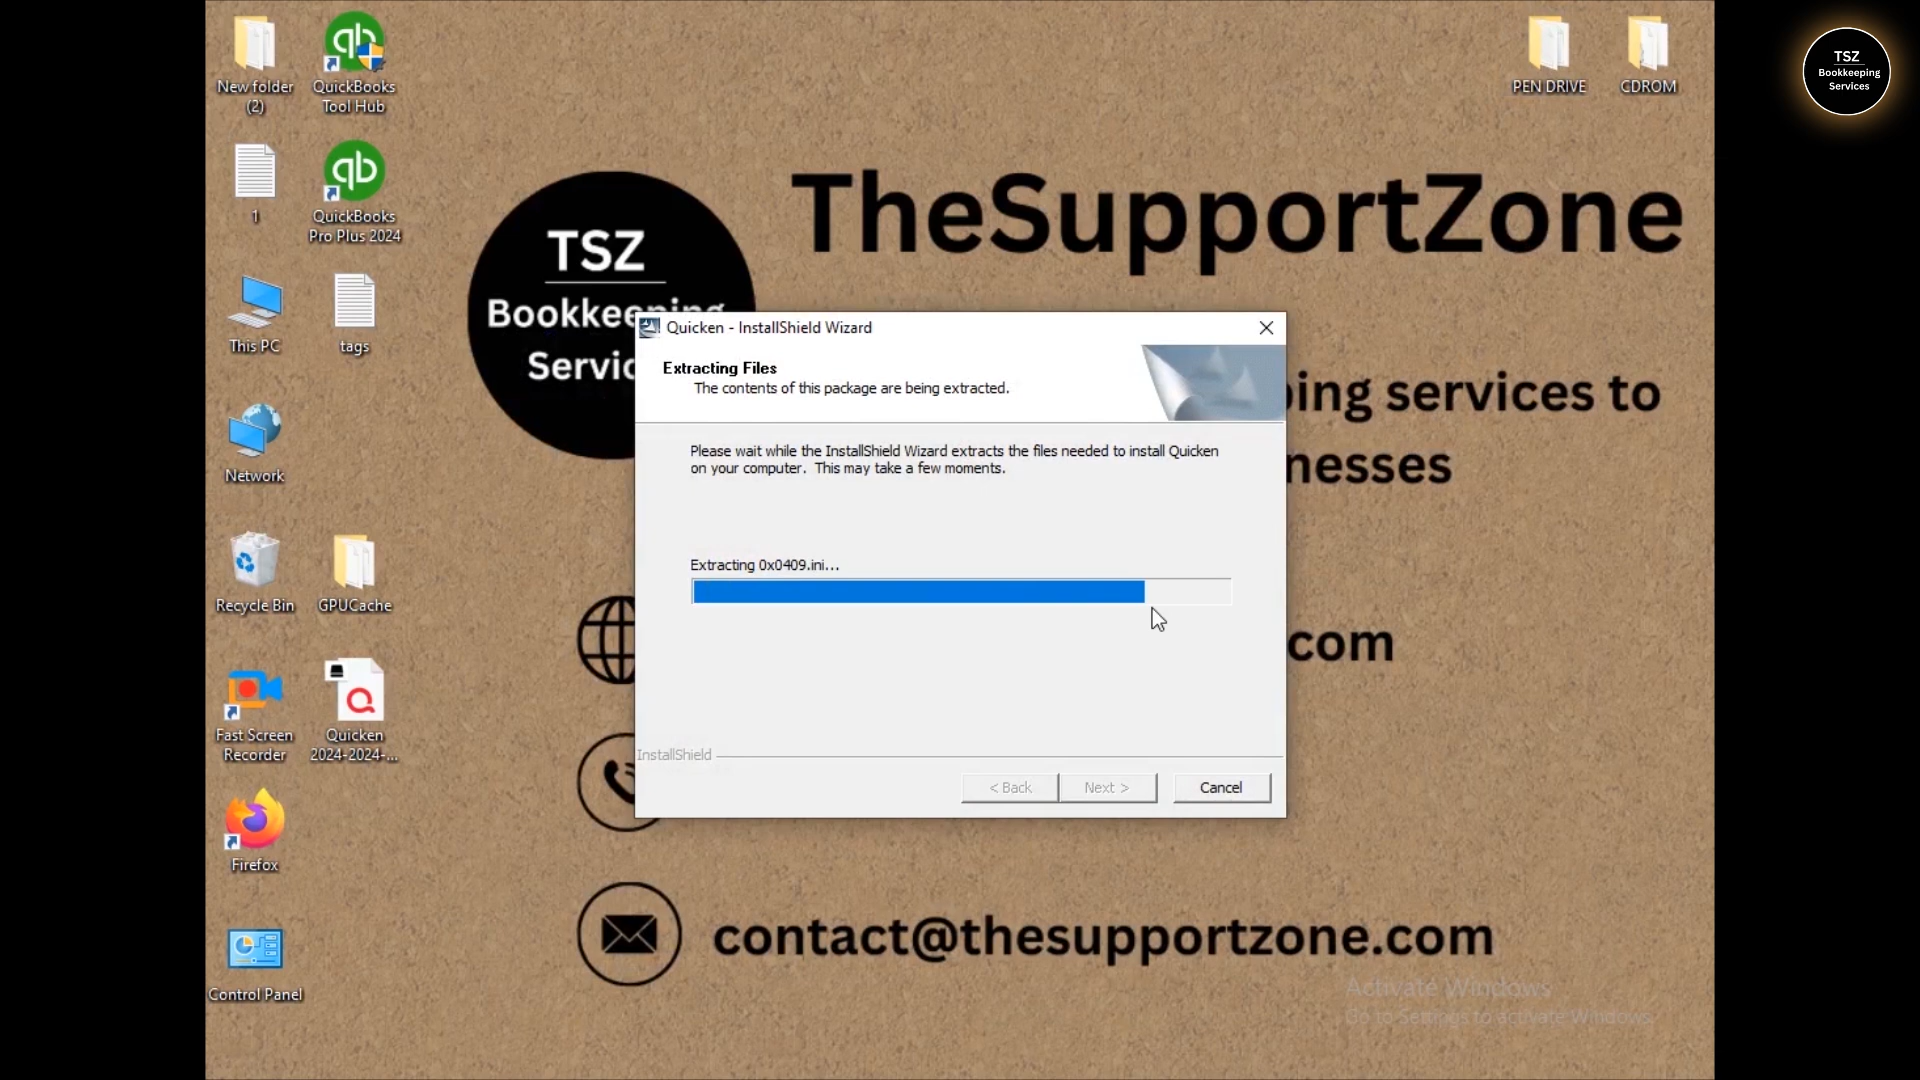 New folder
(2)
QuickBooks
Tool Hub
PEN DRIVE
CDROM
TSZ
Bookkeeping
Services
1
QuickBooks
Pro Plus 2024
This PC
tags
Network
Recycle Bin
GPUCache
Fast Screen
Recorder
Quicken
2024-2024-...
Firefox
Control Panel
TheSupportZone
TSZ
ping services to
nesses
com
contact@thesupportzone.com
Quicken - InstallShield Wizard
Extracting Files
The contents of this package are being extracted.
Please wait while the InstallShield Wizard extracts the files needed to install Quicken
on your computer. This may take a few moments.
Extracting 0x0409.ini...
InstallShield
< Back
Next >
Cancel
Activate Windows
Go to Settings to activate Windows.